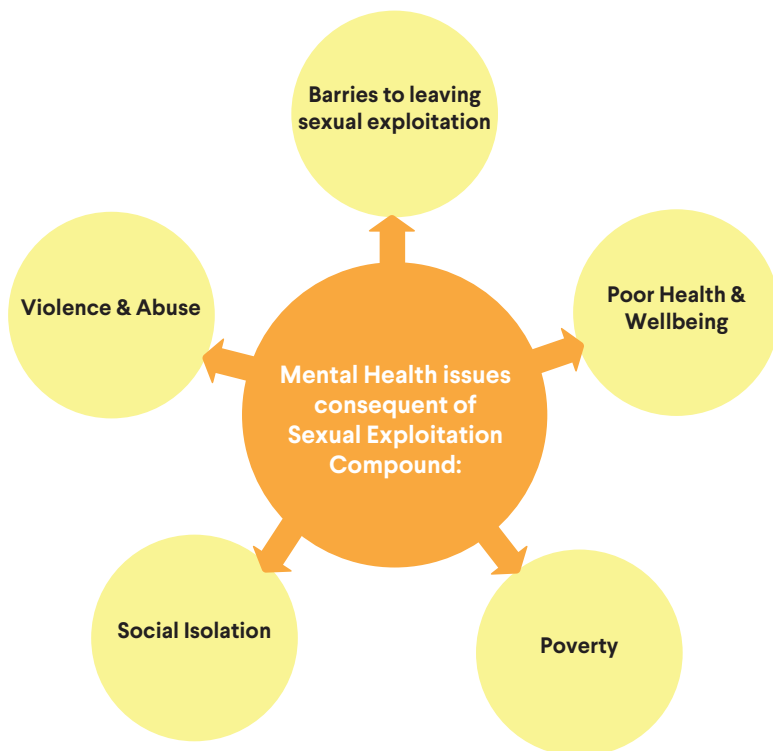 Barries to leaving
sexual exploitation
Violence & Abuse
Poor Health &
Wellbeing
Mental Health issues
consequent of
Sexual Exploitation
Compound:
Social Isolation
Poverty